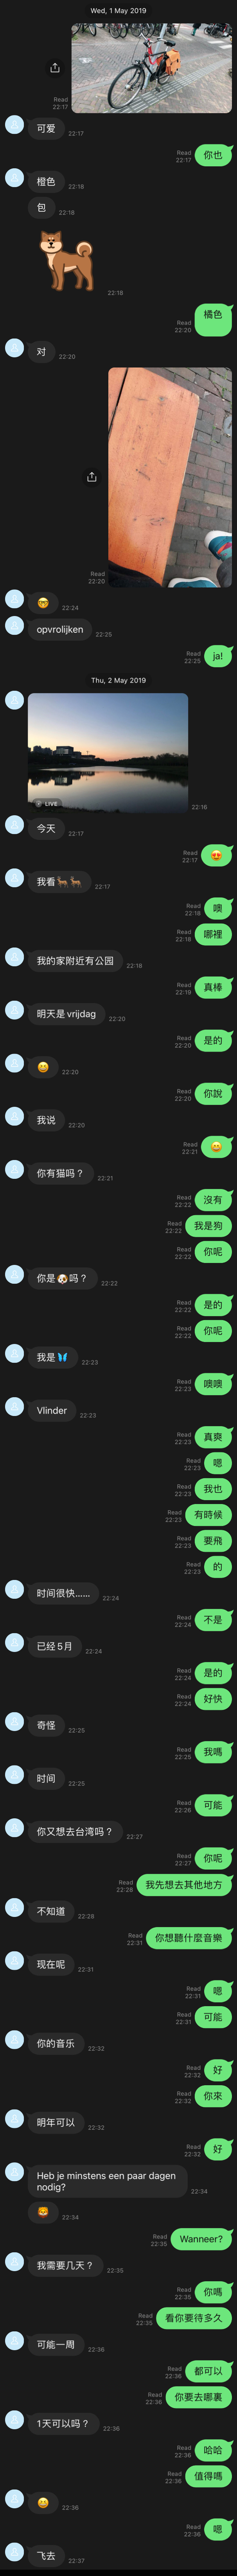 Wed, 1 May 2019
Read
22:17
可爱
22:17
Read
22:17
你也
橙色
22:18
包
22:18
22:18
Read
22:20
橘色
对
22:20
Read
22:20
🤓
22:24
opvrolijken
22:25
Read
22:25
ja!
Thu, 2 May 2019
LIVE
22:16
今天
22:17
Read
22:17
😍
我看🦌🦌
22:17
Read
22:18
噢
Read
22:18
哪裡
我的家附近有公园
22:18
Read
22:19
真棒
明天是 vrijdag
22:20
Read
22:20
是的
😄
22:20
Read
22:20
你說
我说
22:20
Read
22:21
😄
你有猫吗？
22:21
Read
22:22
沒有
Read
22:22
我是狗
Read
22:22
你呢
你是🐶吗？
22:22
Read
22:22
是的
Read
22:22
你呢
我是🦋
22:23
Read
22:23
噢噢
Vlinder
22:23
Read
22:23
真爽
Read
22:23
嗯
Read
22:23
我也
Read
22:23
有時候
Read
22:23
要飛
Read
22:23
的
时间很快......
22:24
Read
22:24
不是
已经5月
22:24
Read
22:24
是的
Read
22:24
好快
奇怪
22:25
Read
22:25
我嗎
时间
22:25
Read
22:26
可能
你又想去台湾吗？
22:27
Read
22:27
你呢
Read
22:28
我先想去其他地方
不知道
22:28
Read
22:31
你想聽什麼音樂
现在呢
22:31
Read
22:31
嗯
Read
22:31
可能
你的音乐
22:32
Read
22:32
好
Read
22:32
你來
明年可以
22:32
Read
22:32
好
Heb je minstens een paar dagen
nodig?
22:34
🦁
22:34
Read
22:35
Wanneer?
我需要几天？
22:35
Read
22:35
你嗎
Read
22:35
看你要待多久
可能一周
22:36
Read
22:36
都可以
Read
22:36
你要去哪裏
1天可以吗？
22:36
Read
22:36
哈哈
Read
22:36
值得嗎
😄
22:36
Read
22:36
嗯
飞去
22:37